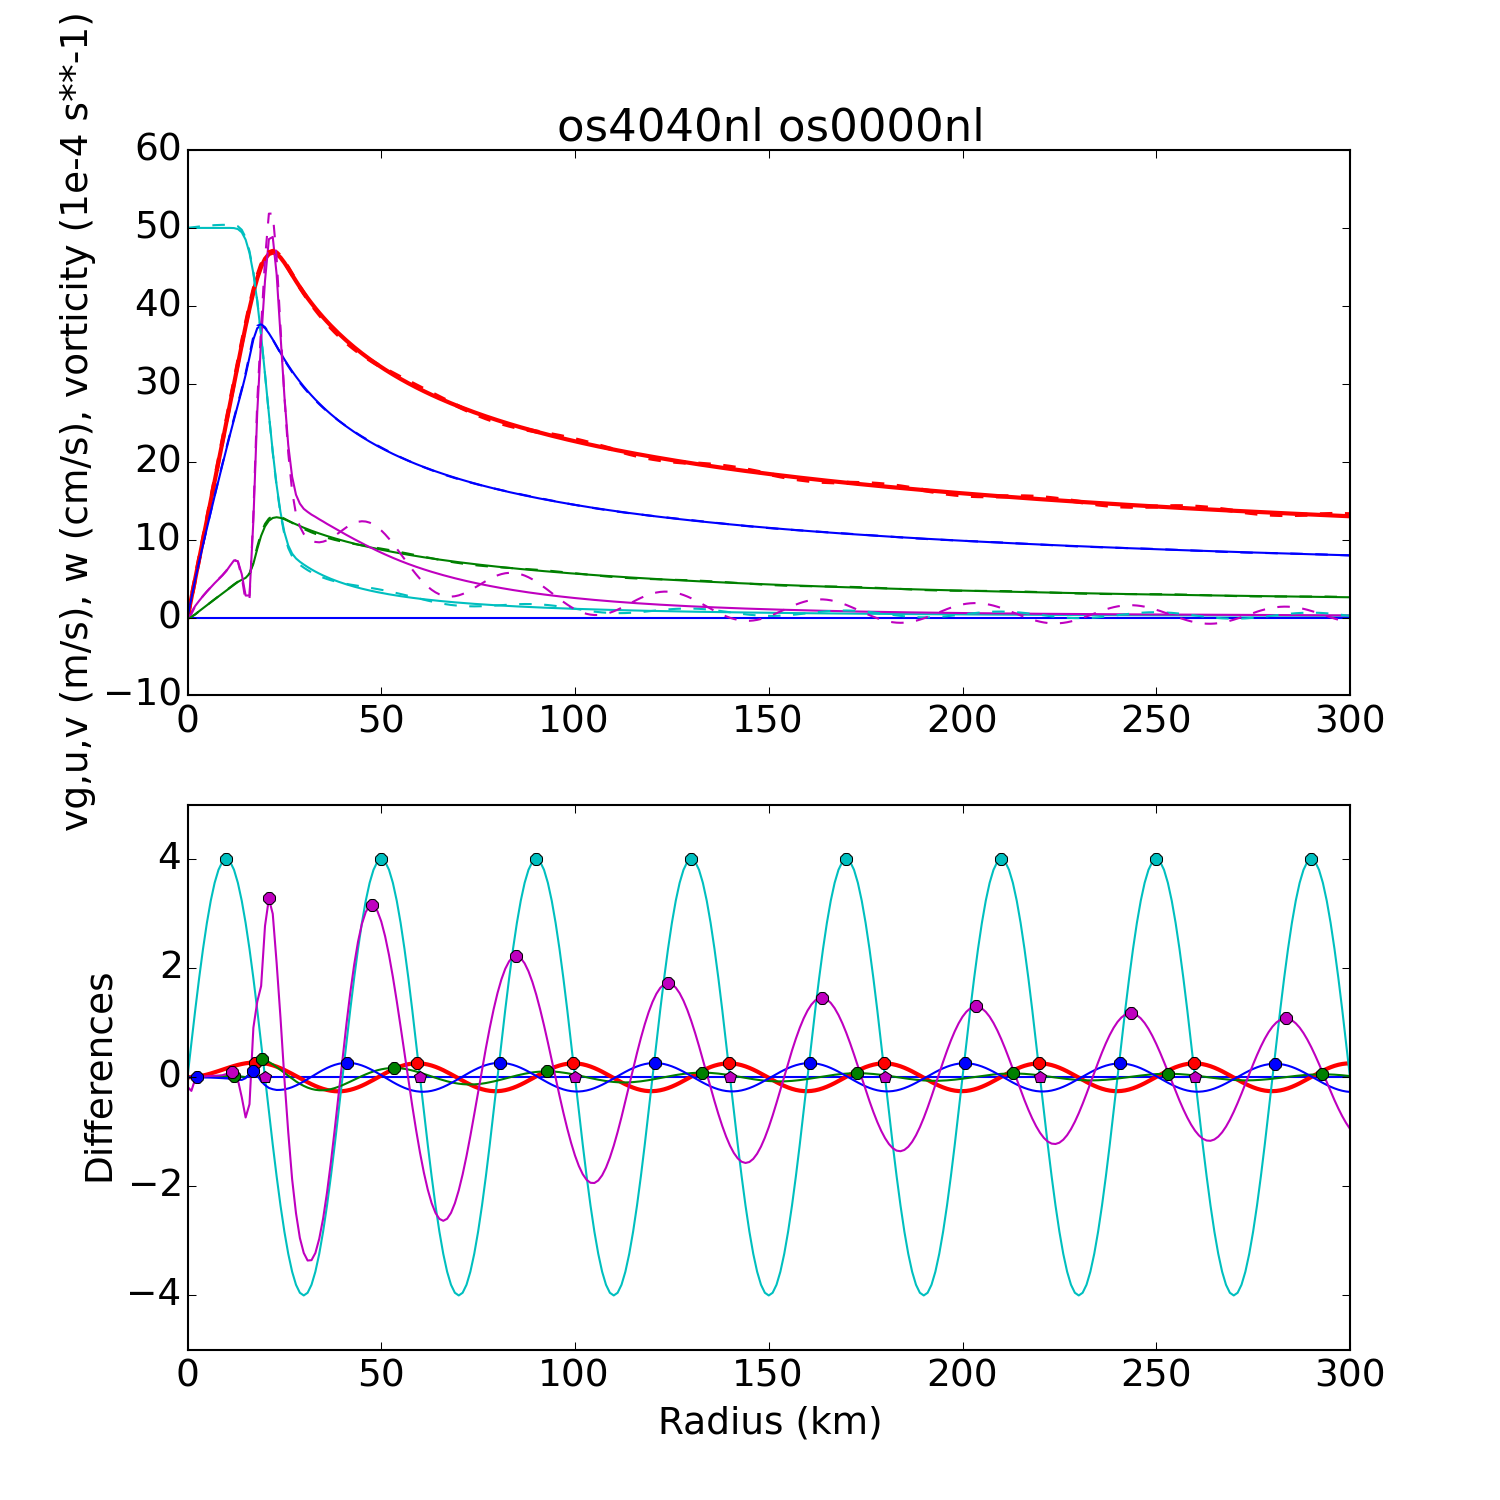 os4040nl os0000nl
vg,u,v (m/s), w (cm/s), vorticity (1e-4 s**-1)
60
50
40
30
20
10
0
−10
0 50 100 150 200 250 300
Differences
4
2
0
−2
−4
0 50 100 150 200 250 300
Radius (km)